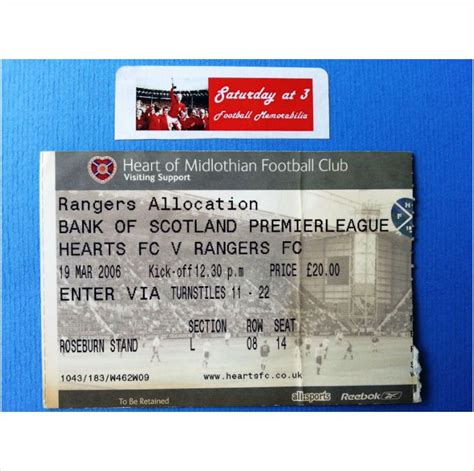 Saturday at 3
Football Memorabilia
Heart of Midlothian Football Club
Visiting Support
Rangers Allocation
BANK OF SCOTLAND PREMIERLEAGUE
HEARTS FC V RANGERS FC
19 MAR 2006 Kick-off 12.30 p.m PRICE £20.00
ENTER VIA TURNSTILES 11 - 22
SECTION ROW SEAT
ROSEBURN STAND L 08 14
1043/183/W462W09
www.heartsfc.co.uk
To Be Retained
all:sports Reebok